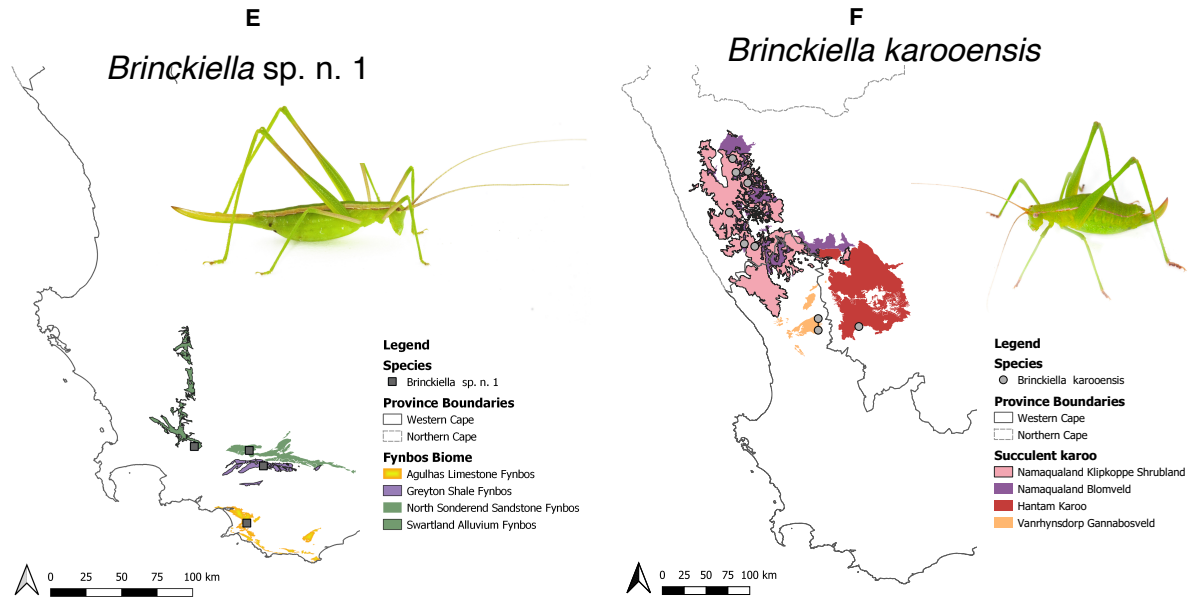 E
Brinckiella sp. n. 1
Legend
Species
Brinckiella sp. n. 1
Province Boundaries
Western Cape
Northern Cape
Fynbos Biome
Agulhas Limestone Fynbos
Greyton Shale Fynbos
North Sonderend Sandstone Fynbos
Swartland Alluvium Fynbos
0 25 50 75 100 km
F
Brinckiella karooensis
Legend
Species
Brinckiella karooensis
Province Boundaries
Western Cape
Northern Cape
Succulent karoo
Namaqualand Klipkoppe Shrubland
Namaqualand Blomveld
Hantam Karoo
Vanrhynsdorp Gannabosveld
0 25 50 75 100 km